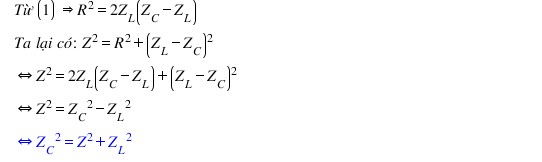 Từ (1) ⇒ R² = 2Z_L(Z_C − Z_L)
Ta lại có: Z² = R² + (Z_L − Z_C)²
⇔ Z² = 2Z_L(Z_C − Z_L) + (Z_L − Z_C)²
⇔ Z² = Z_C² − Z_L²
⇔ Z_C² = Z² + Z_L²